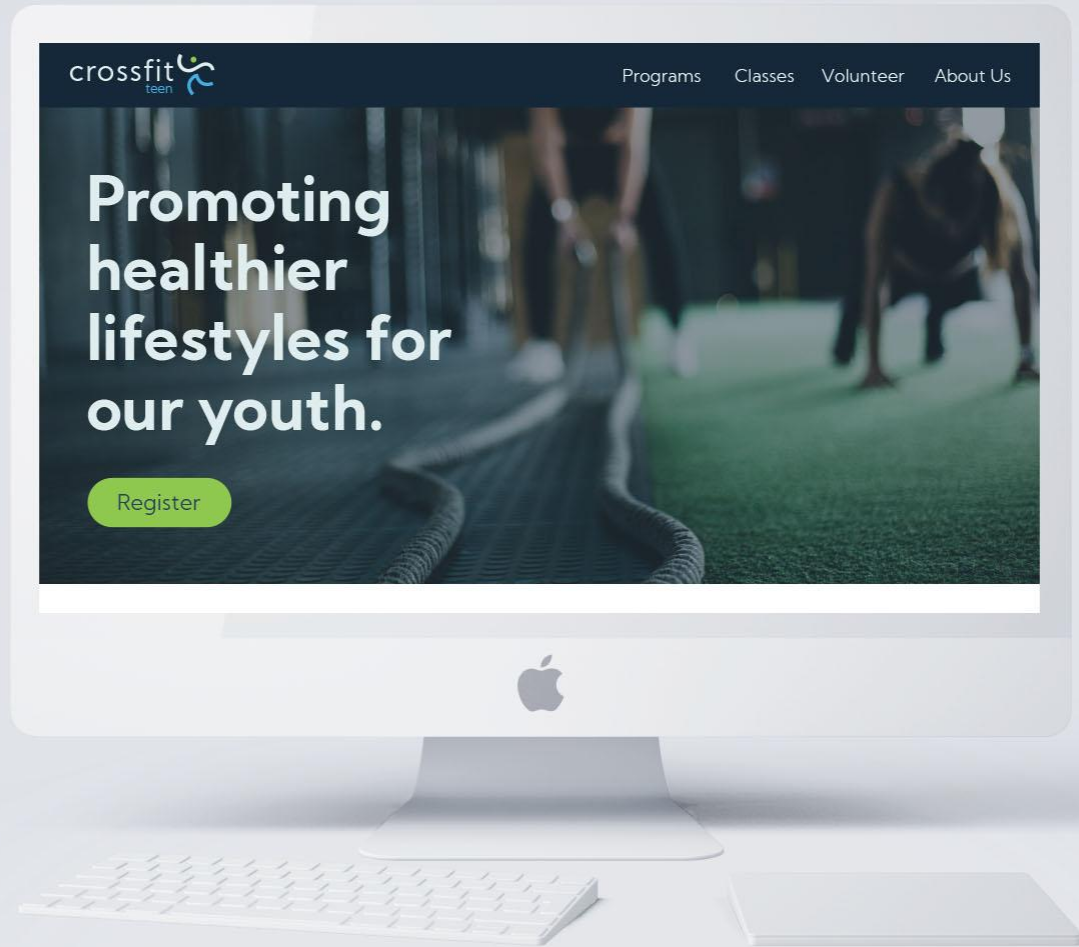 crossfit
teen
Programs Classes Volunteer About Us
Promoting
healthier
lifestyles for
our youth.
Register